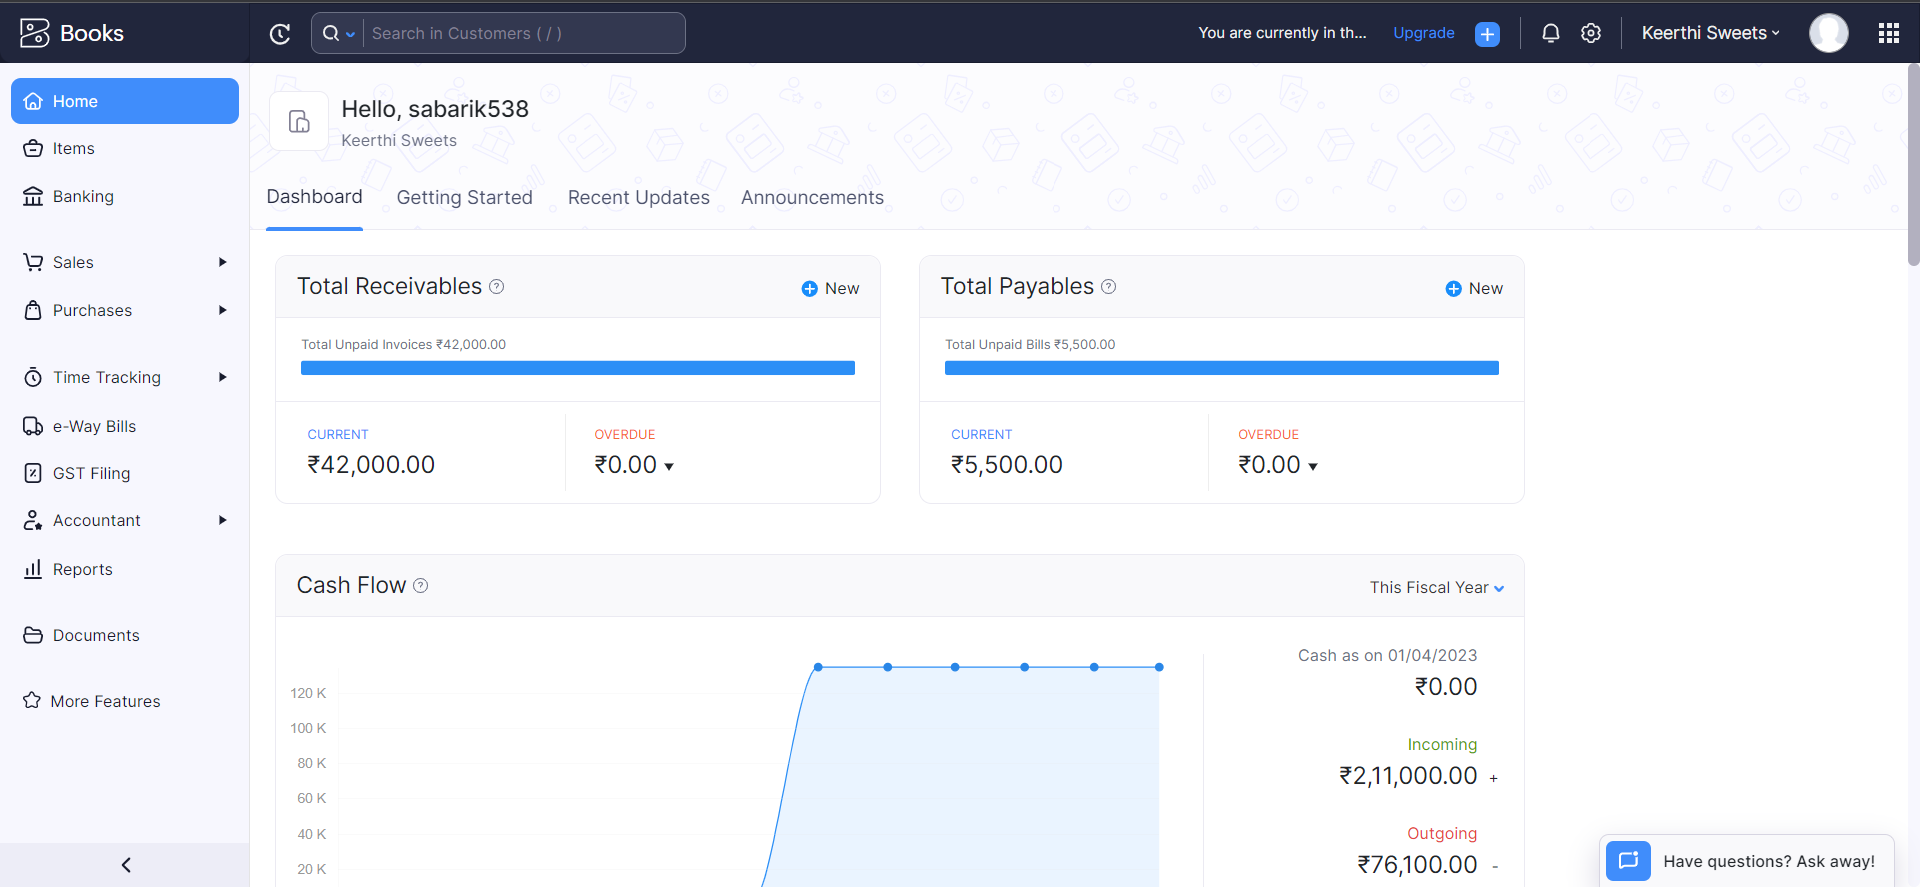 Books
Search in Customers ( / )
You are currently in th...
Upgrade
Keerthi Sweets
Home
Items
Banking
Sales
Purchases
Time Tracking
e-Way Bills
GST Filing
Accountant
Reports
Documents
More Features
Hello, sabarik538
Keerthi Sweets
Dashboard
Getting Started
Recent Updates
Announcements
Total Receivables
New
Total Unpaid Invoices ₹42,000.00
CURRENT
₹42,000.00
OVERDUE
₹0.00
Total Payables
New
Total Unpaid Bills ₹5,500.00
CURRENT
₹5,500.00
OVERDUE
₹0.00
Cash Flow
This Fiscal Year
120 K
100 K
80 K
60 K
40 K
20 K
Cash as on 01/04/2023
₹0.00
Incoming
₹2,11,000.00 +
Outgoing
₹76,100.00 -
Have questions? Ask away!